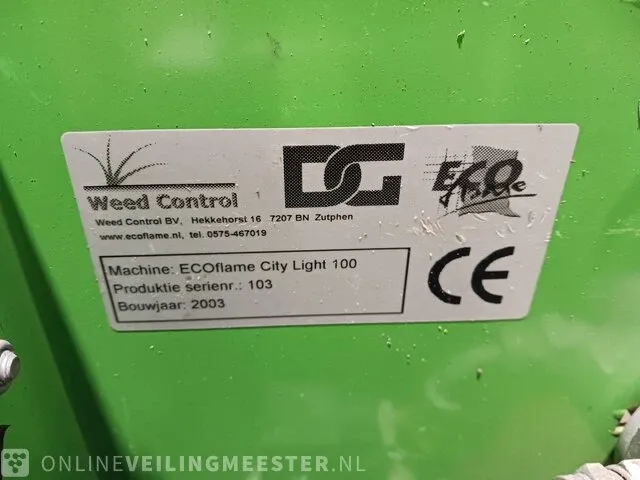 Weed Control
DG
ECO
flame
Weed Control BV, Hekkehorst 16 7207 BN Zutphen
www.ecoflame.nl, tel. 0575-467019
Machine: ECOflame City Light 100
Produktie serienr.: 103
Bouwjaar: 2003
CE
ONLINEVEILINGMEESTER.NL